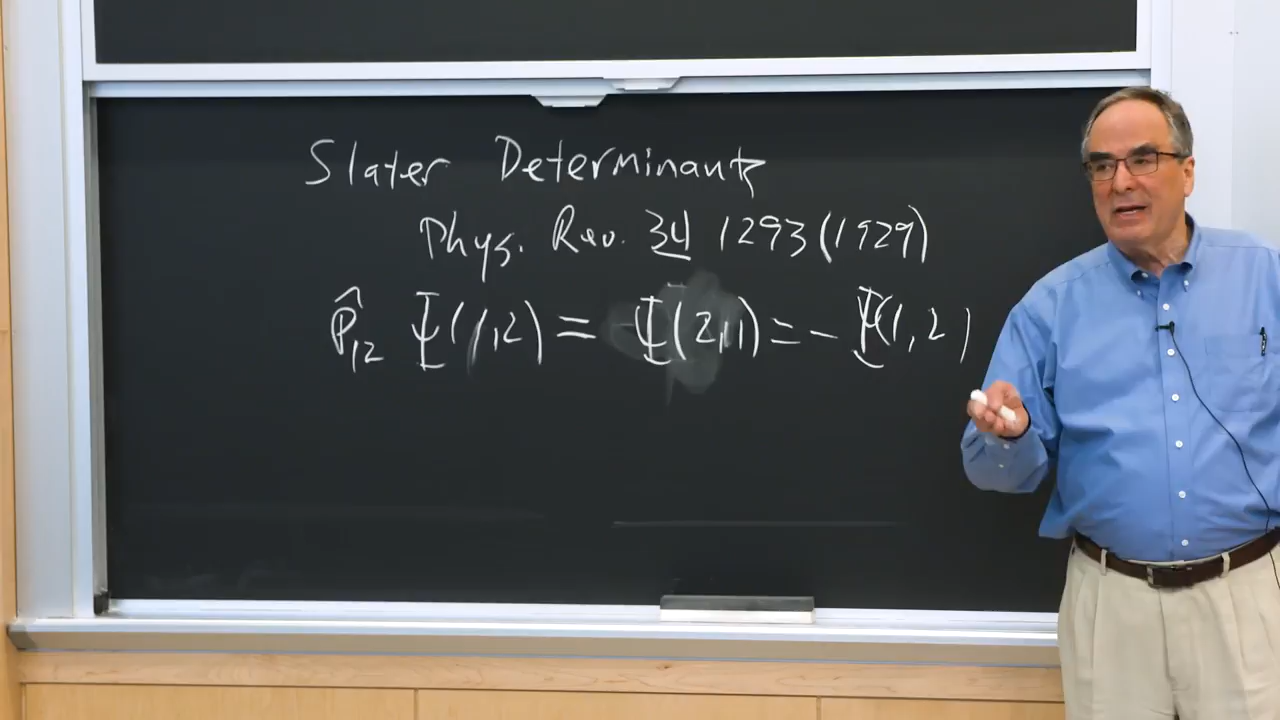 Slater Determinants
Phys. Rev. 34 1293 (1929)
P̂₁₂ Ψ(1,2) = Ψ(2,1) = - Ψ(1,2)